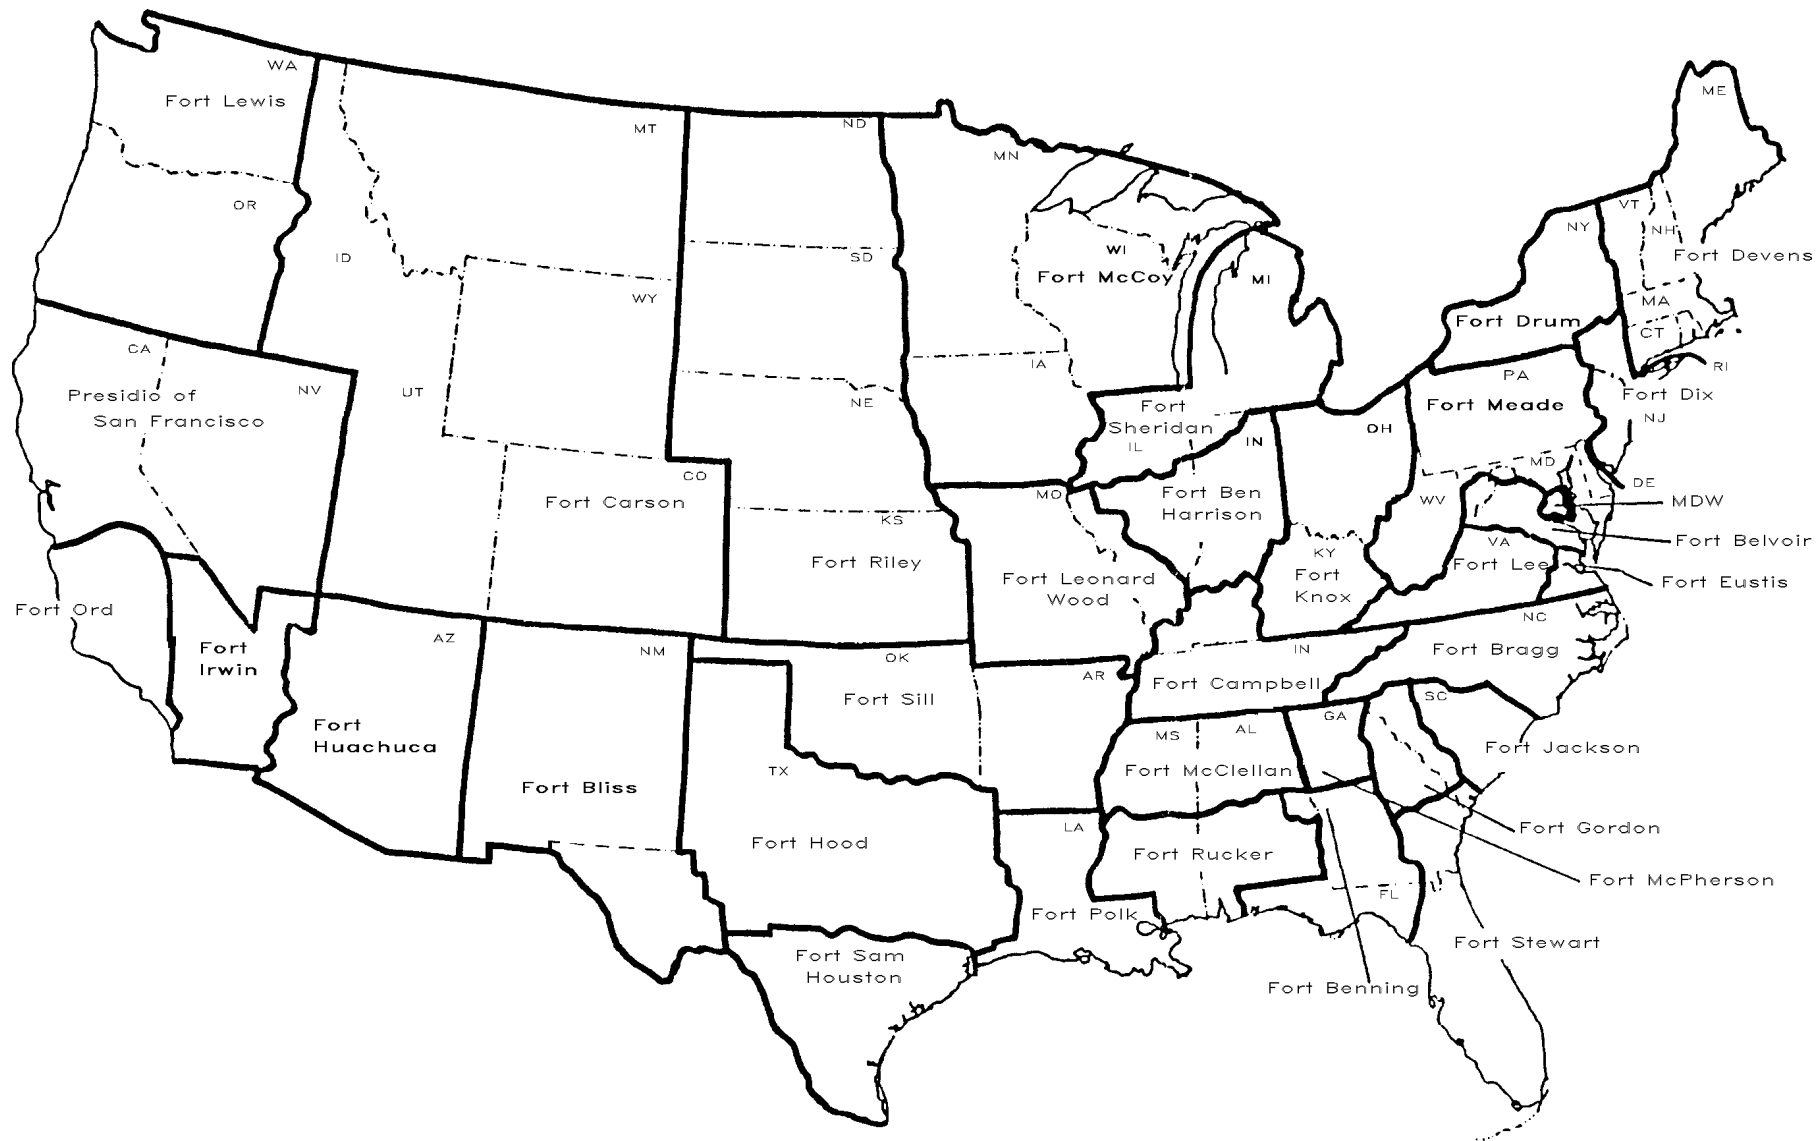 WA
Fort Lewis
MT
ND
MN
ME
OR
VT
NY
NH
ID
SD
WI
Fort McCoy
MI
Fort Devens
WY
MA
Fort Drum
CT
CA
IA
RI
NV
UT
PA
Presidio of
San Francisco
NE
Fort
Sheridan
IL
IN
OH
Fort Meade
Fort Dix
NJ
MD
DE
CO
Fort Carson
MO
Fort Ben
Harrison
WV
MDW
KS
VA
Fort Belvoir
Fort Riley
KY
Fort
Knox
Fort Lee
Fort Leonard
Wood
Fort Eustis
Fort Ord
NC
AZ
NM
OK
IN
Fort Bragg
Fort
Irwin
AR
Fort Campbell
Fort Sill
SC
Fort
Huachuca
GA
MS
AL
Fort Jackson
TX
Fort McClellan
Fort Bliss
LA
Fort Gordon
Fort Hood
Fort Rucker
Fort McPherson
FL
Fort Polk
Fort Stewart
Fort Sam
Houston
Fort Benning